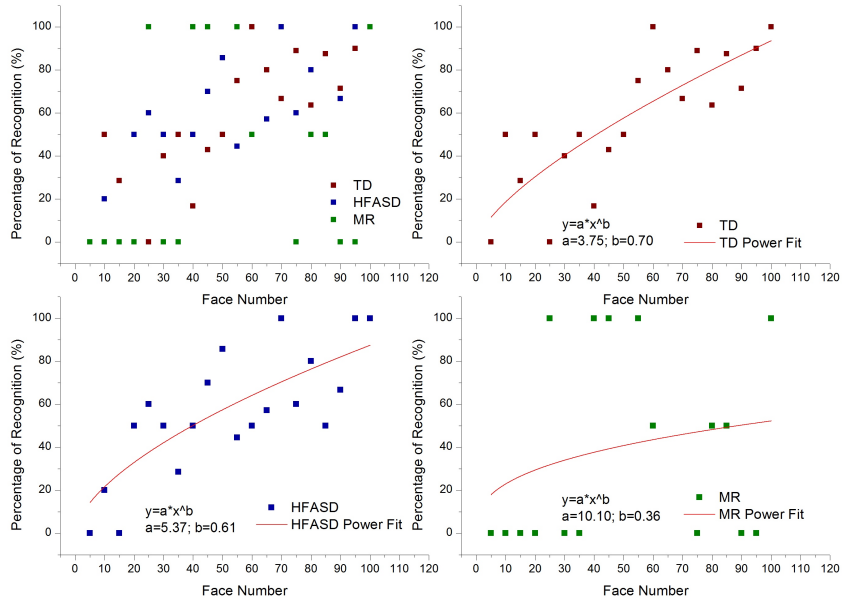 Percentage of Recognition (%)
100
80
60
40
20
0
TD
HFASD
MR
0 10 20 30 40 50 60 70 80 90 100 110 120
Face Number
Percentage of Recognition (%)
100
80
60
40
20
0
y=a*x^b
a=3.75; b=0.70
TD
TD Power Fit
0 10 20 30 40 50 60 70 80 90 100 110 120
Face Number
Percentage of Recognition (%)
100
80
60
40
20
0
y=a*x^b
a=5.37; b=0.61
HFASD
HFASD Power Fit
0 10 20 30 40 50 60 70 80 90 100 110 120
Face Number
Percentage of Recognition (%)
100
80
60
40
20
0
y=a*x^b
a=10.10; b=0.36
MR
MR Power Fit
0 10 20 30 40 50 60 70 80 90 100 110 120
Face Number